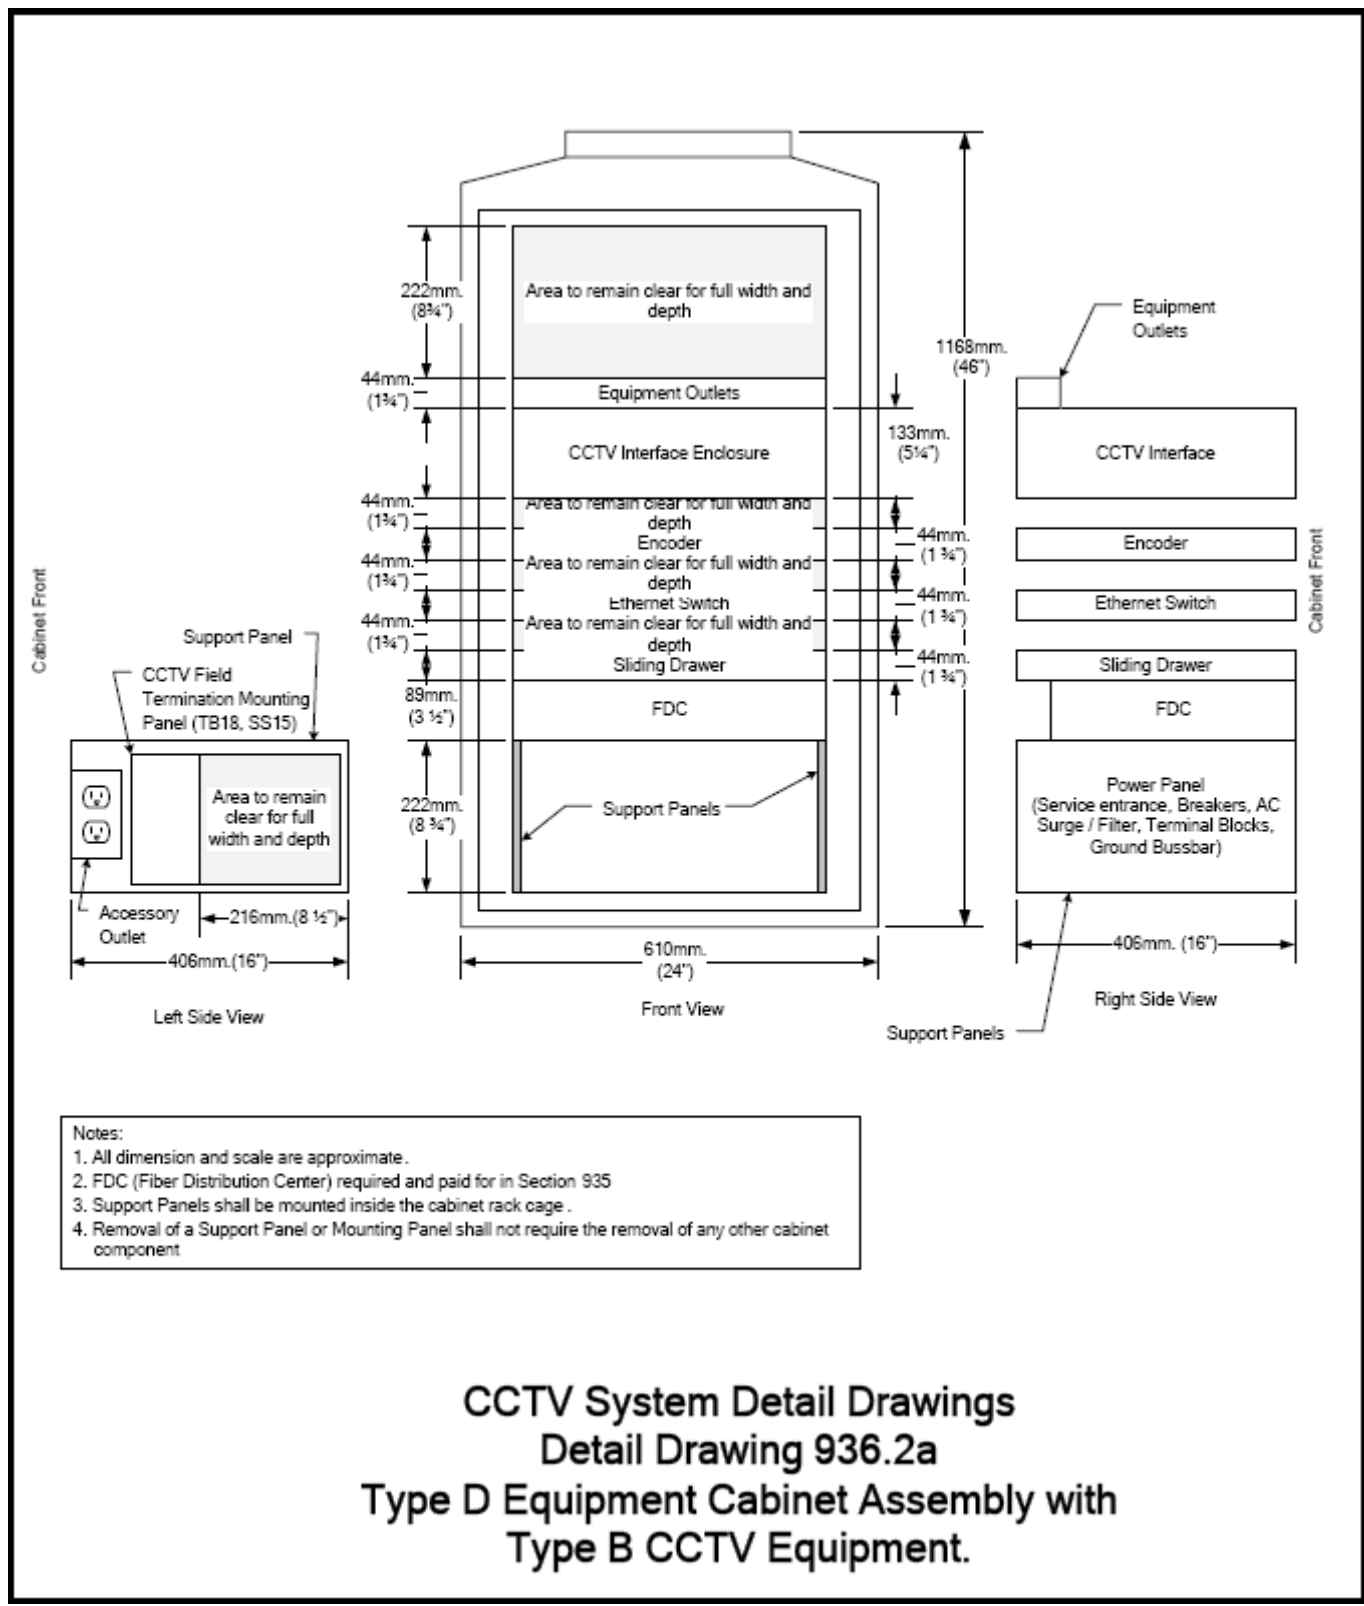 222mm.
(8¾")
Area to remain clear for full width and
depth
Equipment
Outlets
1168mm.
(46")
44mm.
(1¾")
Equipment Outlets
133mm.
(5¼")
CCTV Interface Enclosure
CCTV Interface
44mm.
(1¾")
Area to remain clear for full width and
depth
Encoder
44mm.
(1 ¾")
Encoder
44mm.
(1¾")
Area to remain clear for full width and
depth
Ethernet Switch
44mm.
(1 ¾")
Ethernet Switch
44mm.
(1¾")
Area to remain clear for full width and
depth
Sliding Drawer
44mm.
(1 ¾")
Sliding Drawer
89mm.
(3 ½")
FDC
FDC
Cabinet Front
Cabinet Front
Support Panel
CCTV Field
Termination Mounting
Panel (TB18, SS15)
Area to remain
clear for full
width and depth
222mm.
(8 ¾")
Support Panels
Power Panel
(Service entrance, Breakers, AC
Surge / Filter, Terminal Blocks,
Ground Bussbar)
Accessory
Outlet
216mm.(8 ½")
406mm.(16")
610mm.
(24")
406mm. (16")
Left Side View
Front View
Right Side View
Support Panels
Notes:
1. All dimension and scale are approximate.
2. FDC (Fiber Distribution Center) required and paid for in Section 935
3. Support Panels shall be mounted inside the cabinet rack cage .
4. Removal of a Support Panel or Mounting Panel shall not require the removal of any other cabinet
component
CCTV System Detail Drawings
Detail Drawing 936.2a
Type D Equipment Cabinet Assembly with
Type B CCTV Equipment.